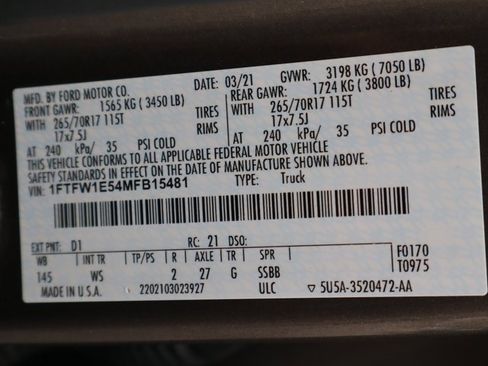 MFD. BY FORD MOTOR CO. DATE: 03/21 GVWR: 3198 KG ( 7050 LB)
FRONT GAWR: 1565 KG ( 3450 LB) REAR GAWR: 1724 KG ( 3800 LB)
WITH 265/70R17 115T TIRES WITH 265/70R17 115T TIRES
17x7.5J RIMS 17x7.5J RIMS
AT 240 kPa/ 35 PSI COLD AT 240 kPa/ 35 PSI COLD
THIS VEHICLE CONFORMS TO ALL APPLICABLE FEDERAL MOTOR VEHICLE
SAFETY STANDARDS IN EFFECT ON THE DATE OF MANUFACTURE SHOWN ABOVE.
VIN: 1FTFW1E54MFB15481 TYPE: Truck
EXT PNT: D1 RC: 21 DSO:
WB INT TR TP/PS R AXLE TR SPR F0170
145 WS 2 27 G SSBB T0975
MADE IN U.S.A. 2202103023927 ULC ▽ 5U5A-3520472-AA